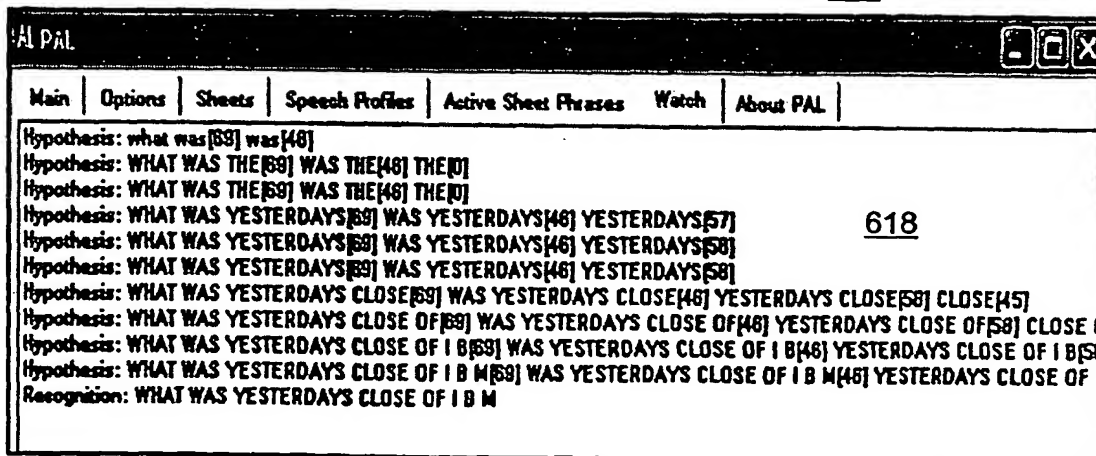 PAL
Main Options Sheets Speech Profiles Active Sheet Phrases Watch About PAL
Hypothesis: what was[69] was[46]
Hypothesis: WHAT WAS THE[69] WAS THE[46] THE[0]
Hypothesis: WHAT WAS THE[69] WAS THE[46] THE[0]
Hypothesis: WHAT WAS YESTERDAYS[69] WAS YESTERDAYS[46] YESTERDAYS[57]
618
Hypothesis: WHAT WAS YESTERDAYS[69] WAS YESTERDAYS[46] YESTERDAYS[58]
Hypothesis: WHAT WAS YESTERDAYS[69] WAS YESTERDAYS[46] YESTERDAYS[58]
Hypothesis: WHAT WAS YESTERDAYS CLOSE[69] WAS YESTERDAYS CLOSE[46] YESTERDAYS CLOSE[58] CLOSE[45]
Hypothesis: WHAT WAS YESTERDAYS CLOSE OF[69] WAS YESTERDAYS CLOSE OF[46] YESTERDAYS CLOSE OF[58] CLOSE
Hypothesis: WHAT WAS YESTERDAYS CLOSE OF I B[69] WAS YESTERDAYS CLOSE OF I B[46] YESTERDAYS CLOSE OF I B[5
Hypothesis: WHAT WAS YESTERDAYS CLOSE OF I B M[69] WAS YESTERDAYS CLOSE OF I B M[46] YESTERDAYS CLOSE OF
Recognition: WHAT WAS YESTERDAYS CLOSE OF I B M